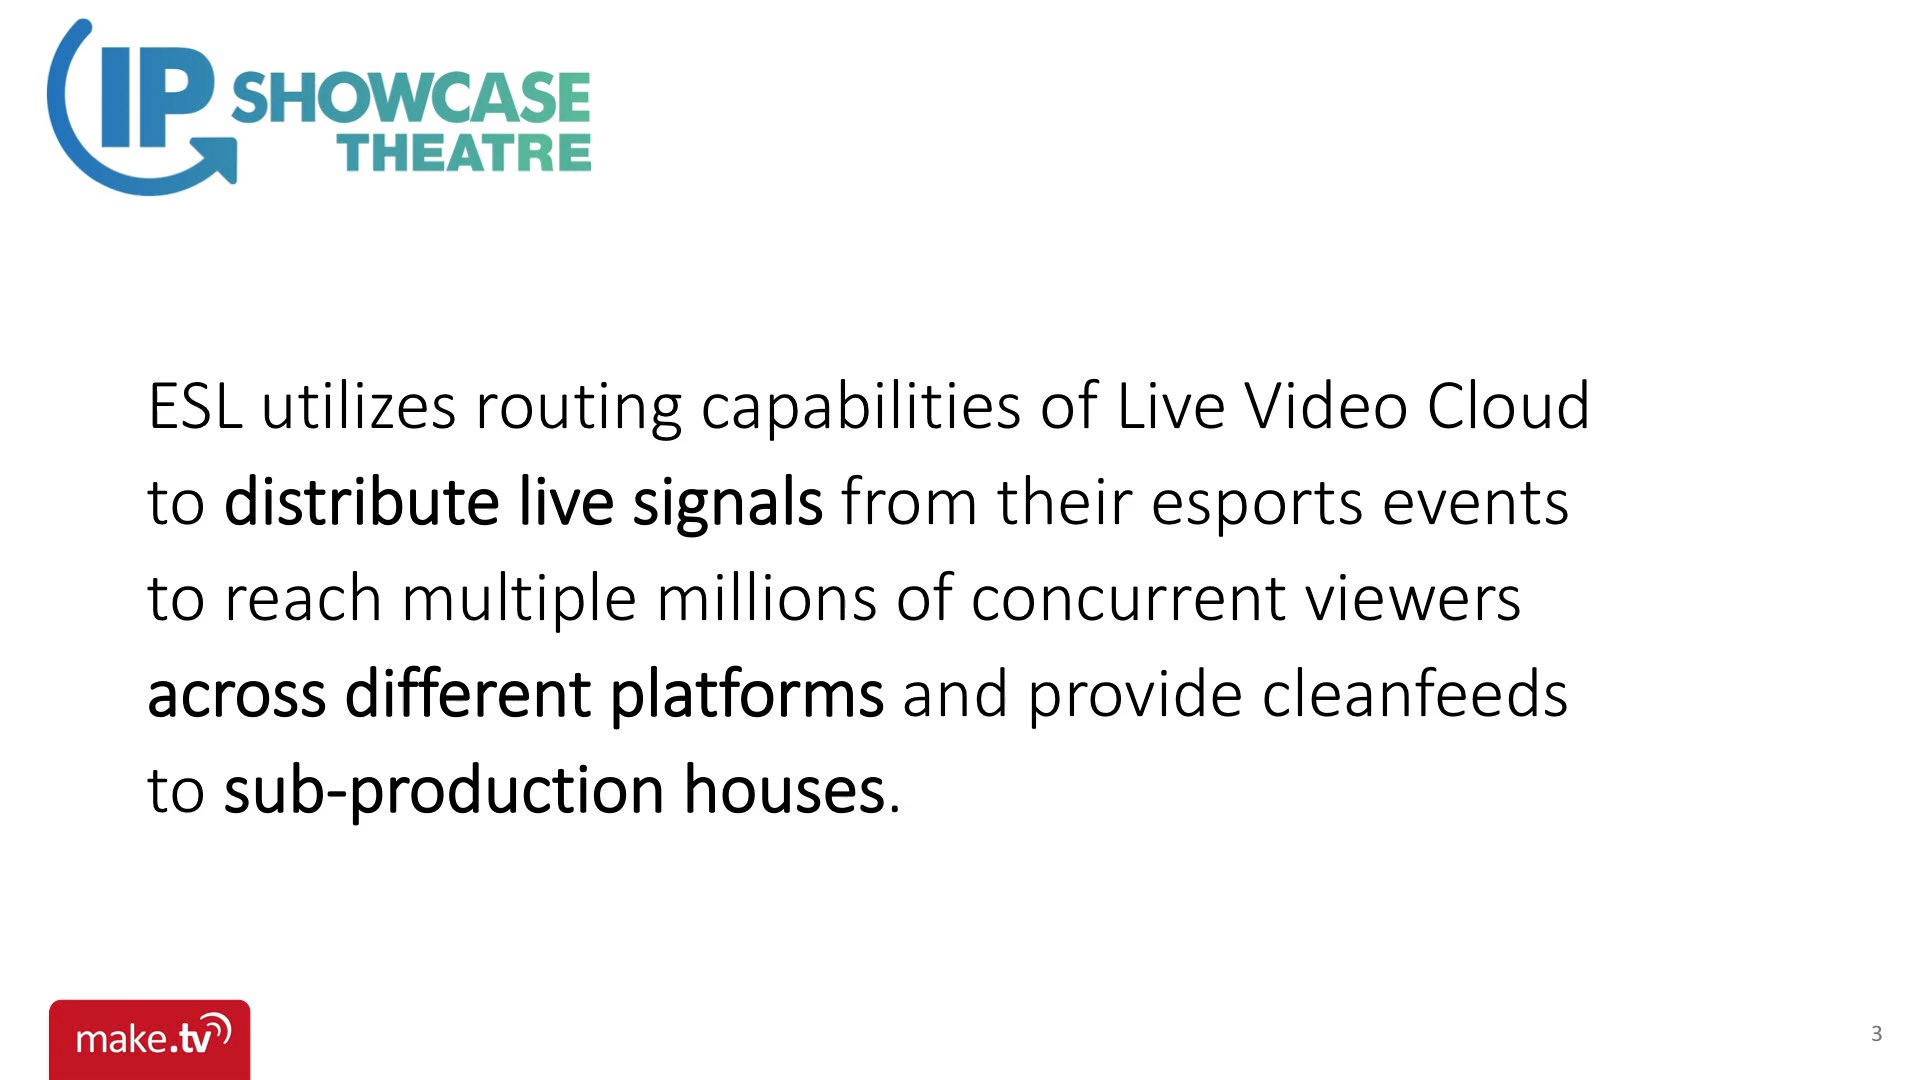 IP SHOWCASE
THEATRE
ESL utilizes routing capabilities of Live Video Cloud
to distribute live signals from their esports events
to reach multiple millions of concurrent viewers
across different platforms and provide cleanfeeds
to sub-production houses.
make.tv
3